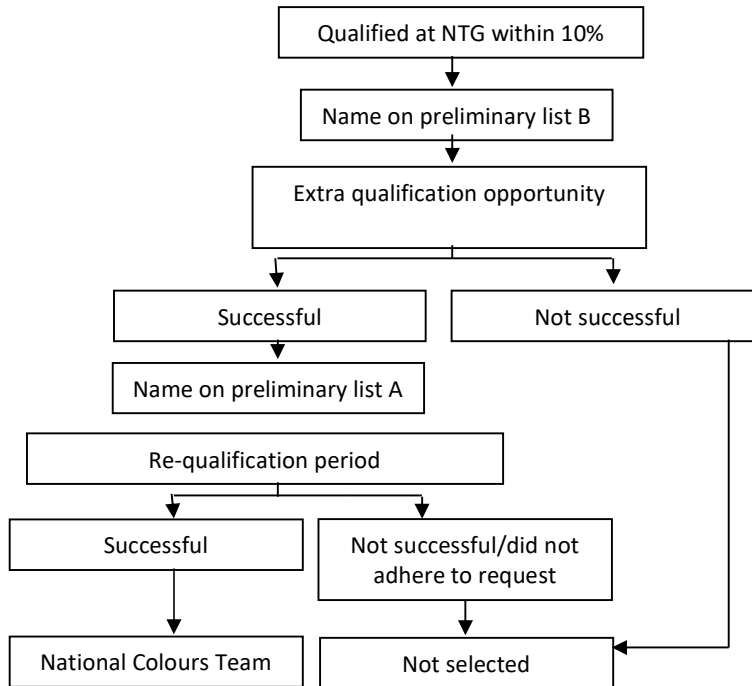 Qualified at NTG within 10%
Name on preliminary list B
Extra qualification opportunity
Successful
Not successful
Name on preliminary list A
Re-qualification period
Successful
Not successful/did not
adhere to request
National Colours Team
Not selected